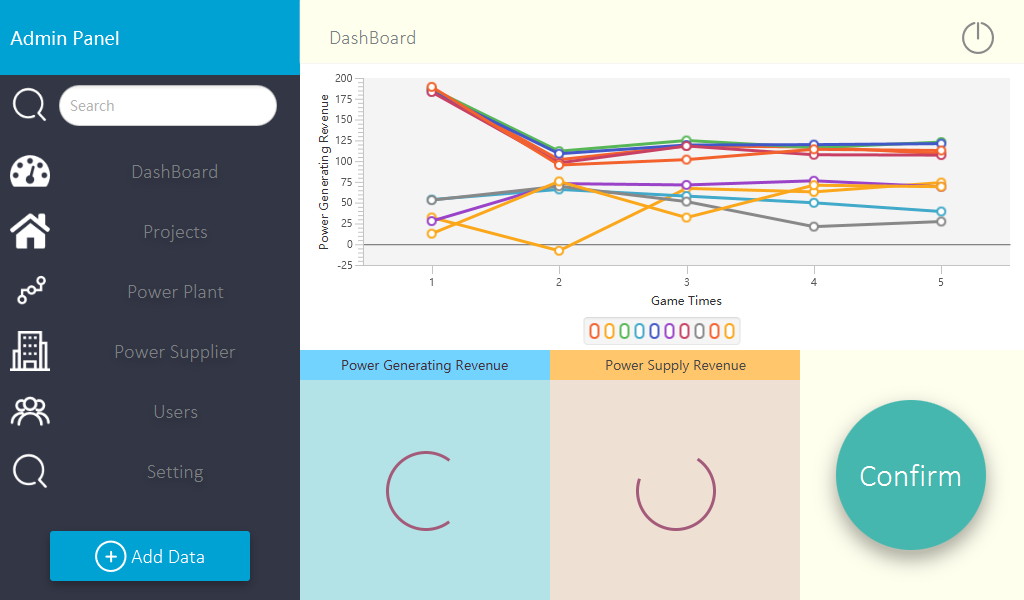 Admin Panel
DashBoard
Search
DashBoard
Projects
Power Plant
Power Supplier
Users
Setting
Add Data
Power Generating Revenue
200
175
150
125
100
75
50
25
0
-25
1 2 3 4 5
Game Times
Power Generating Revenue
Power Supply Revenue
Confirm